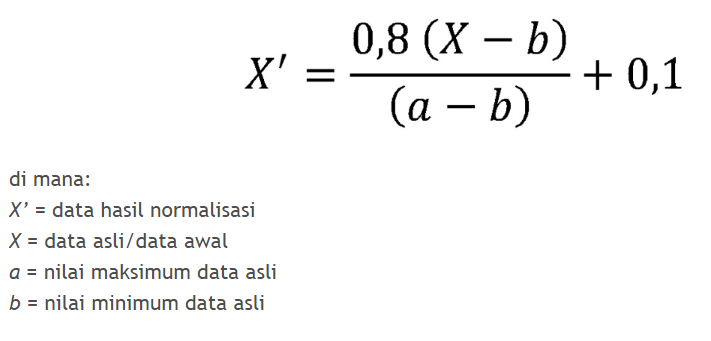 X' = 0,8 (X − b) / (a − b) + 0,1
di mana:
X’ = data hasil normalisasi
X = data asli/data awal
a = nilai maksimum data asli
b = nilai minimum data asli